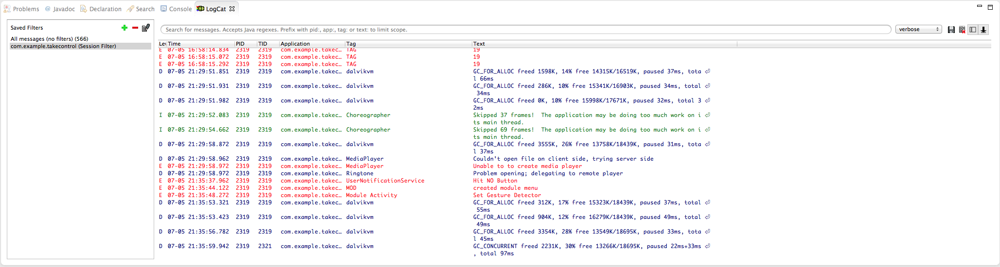 Problems @ Javadoc Declaration Search Console LogCat
Saved Filters
All messages (no filters) (566)
com.example.takecontrol (Session Filter)
Search for messages. Accepts Java regexes. Prefix with pid:, app:, tag: or text: to limit scope.
verbose
Lev Time PID TID Application Tag Text
E 07-05 16:58:14.834 2319 2319 com.example.takec… TAG 19
E 07-05 16:58:15.072 2319 2319 com.example.takec… TAG 19
E 07-05 16:58:15.292 2319 2319 com.example.takec… TAG 19
D 07-05 21:29:51.851 2319 2319 com.example.takec… dalvikvm GC_FOR_ALLOC freed 1598K, 14% free 14315K/16519K, paused 37ms, tota
l 66ms
D 07-05 21:29:51.931 2319 2319 com.example.takec… dalvikvm GC_FOR_ALLOC freed 286K, 10% free 15341K/16903K, paused 34ms, total
34ms
D 07-05 21:29:51.982 2319 2319 com.example.takec… dalvikvm GC_FOR_ALLOC freed 0K, 10% free 15998K/17671K, paused 32ms, total 3
2ms
I 07-05 21:29:52.083 2319 2319 com.example.takec… Choreographer Skipped 37 frames!  The application may be doing too much work on i
ts main thread.
I 07-05 21:29:54.662 2319 2319 com.example.takec… Choreographer Skipped 69 frames!  The application may be doing too much work on i
ts main thread.
D 07-05 21:29:58.872 2319 2319 com.example.takec… dalvikvm GC_FOR_ALLOC freed 3555K, 26% free 13758K/18439K, paused 31ms, tota
l 37ms
D 07-05 21:29:58.962 2319 2319 com.example.takec… MediaPlayer Couldn't open file on client side, trying server side
E 07-05 21:29:58.972 2319 2319 com.example.takec… MediaPlayer Unable to to create media player
D 07-05 21:29:58.972 2319 2319 com.example.takec… Ringtone Problem opening; delegating to remote player
E 07-05 21:35:37.962 2319 2319 com.example.takec… UserNotificationService Hit NO Button
E 07-05 21:35:44.122 2319 2319 com.example.takec… MOD created module menu
E 07-05 21:35:48.272 2319 2319 com.example.takec… Module Activity Set Gesture Detector
D 07-05 21:35:53.321 2319 2319 com.example.takec… dalvikvm GC_FOR_ALLOC freed 312K, 17% free 15323K/18439K, paused 37ms, total
55ms
D 07-05 21:35:53.423 2319 2319 com.example.takec… dalvikvm GC_FOR_ALLOC freed 904K, 12% free 16279K/18439K, paused 49ms, total
49ms
D 07-05 21:35:56.782 2319 2319 com.example.takec… dalvikvm GC_FOR_ALLOC freed 3354K, 28% free 13549K/18695K, paused 33ms, tota
l 45ms
D 07-05 21:35:59.942 2319 2321 com.example.takec… dalvikvm GC_CONCURRENT freed 2231K, 30% free 13266K/18695K, paused 22ms+33ms
, total 97ms